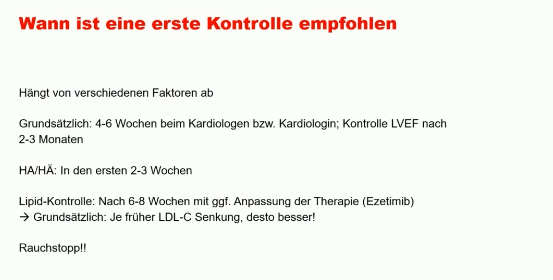 Wann ist eine erste Kontrolle empfohlen
Hängt von verschiedenen Faktoren ab
Grundsätzlich: 4-6 Wochen beim Kardiologen bzw. Kardiologin; Kontrolle LVEF nach
2-3 Monaten
HA/HÄ: In den ersten 2-3 Wochen
Lipid-Kontrolle: Nach 6-8 Wochen mit ggf. Anpassung der Therapie (Ezetimib)
→ Grundsätzlich: Je früher LDL-C Senkung, desto besser!
Rauchstopp!!